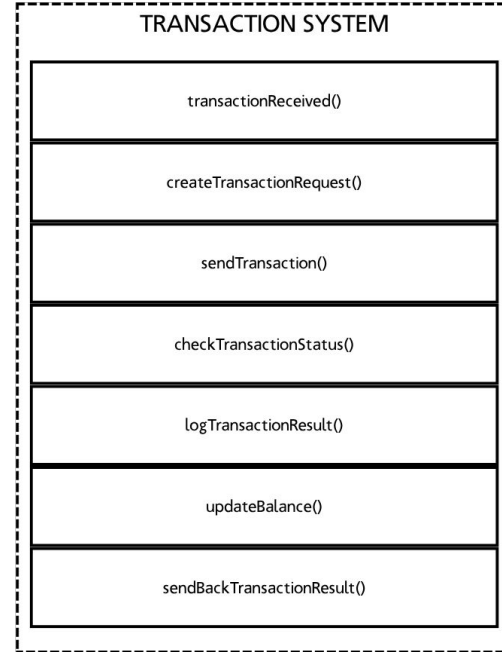 TRANSACTION SYSTEM
transactionReceived()
createTransactionRequest()
sendTransaction()
checkTransactionStatus()
logTransactionResult()
updateBalance()
sendBackTransactionResult()